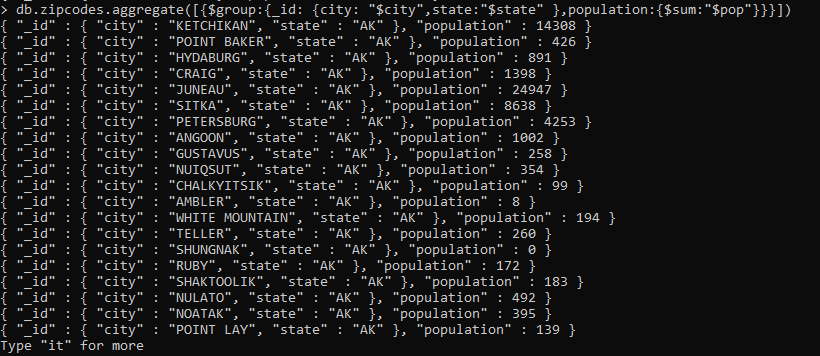 > db.zipcodes.aggregate([{$group:{_id: {city: "$city",state:"$state" },population:{$sum:"$pop"}}}])
{ "_id" : { "city" : "KETCHIKAN", "state" : "AK" }, "population" : 14308 }
{ "_id" : { "city" : "POINT BAKER", "state" : "AK" }, "population" : 426 }
{ "_id" : { "city" : "HYDABURG", "state" : "AK" }, "population" : 891 }
{ "_id" : { "city" : "CRAIG", "state" : "AK" }, "population" : 1398 }
{ "_id" : { "city" : "JUNEAU", "state" : "AK" }, "population" : 24947 }
{ "_id" : { "city" : "SITKA", "state" : "AK" }, "population" : 8638 }
{ "_id" : { "city" : "PETERSBURG", "state" : "AK" }, "population" : 4253 }
{ "_id" : { "city" : "ANGOON", "state" : "AK" }, "population" : 1002 }
{ "_id" : { "city" : "GUSTAVUS", "state" : "AK" }, "population" : 258 }
{ "_id" : { "city" : "NUIQSUT", "state" : "AK" }, "population" : 354 }
{ "_id" : { "city" : "CHALKYITSIK", "state" : "AK" }, "population" : 99 }
{ "_id" : { "city" : "AMBLER", "state" : "AK" }, "population" : 8 }
{ "_id" : { "city" : "WHITE MOUNTAIN", "state" : "AK" }, "population" : 194 }
{ "_id" : { "city" : "TELLER", "state" : "AK" }, "population" : 260 }
{ "_id" : { "city" : "SHUNGNAK", "state" : "AK" }, "population" : 0 }
{ "_id" : { "city" : "RUBY", "state" : "AK" }, "population" : 172 }
{ "_id" : { "city" : "SHAKTOOLIK", "state" : "AK" }, "population" : 183 }
{ "_id" : { "city" : "NULATO", "state" : "AK" }, "population" : 492 }
{ "_id" : { "city" : "NOATAK", "state" : "AK" }, "population" : 395 }
{ "_id" : { "city" : "POINT LAY", "state" : "AK" }, "population" : 139 }
Type "it" for more